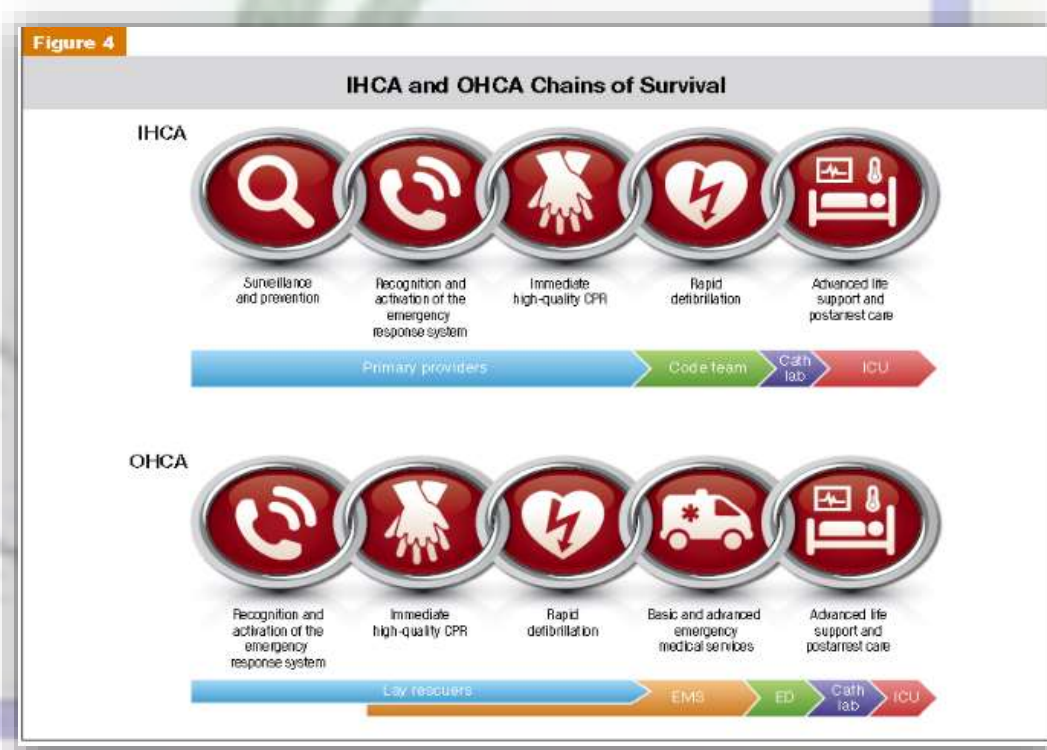 Figure 4
IHCA and OHCA Chains of Survival
IHCA
Surveillance
and prevention
Recognition and
activation of the
emergency
response system
Immediate
high-quality CPR
Rapid
defibrillation
Advanced life
support and
postarrest care
Primary providers
Code team
Cath
lab
ICU
OHCA
Recognition and
activation of the
emergency
response system
Immediate
high-quality CPR
Rapid
defibrillation
Basic and advanced
emergency
medical services
Advanced life
support and
postarrest care
Lay rescuers
EMS
ED
Cath
lab
ICU